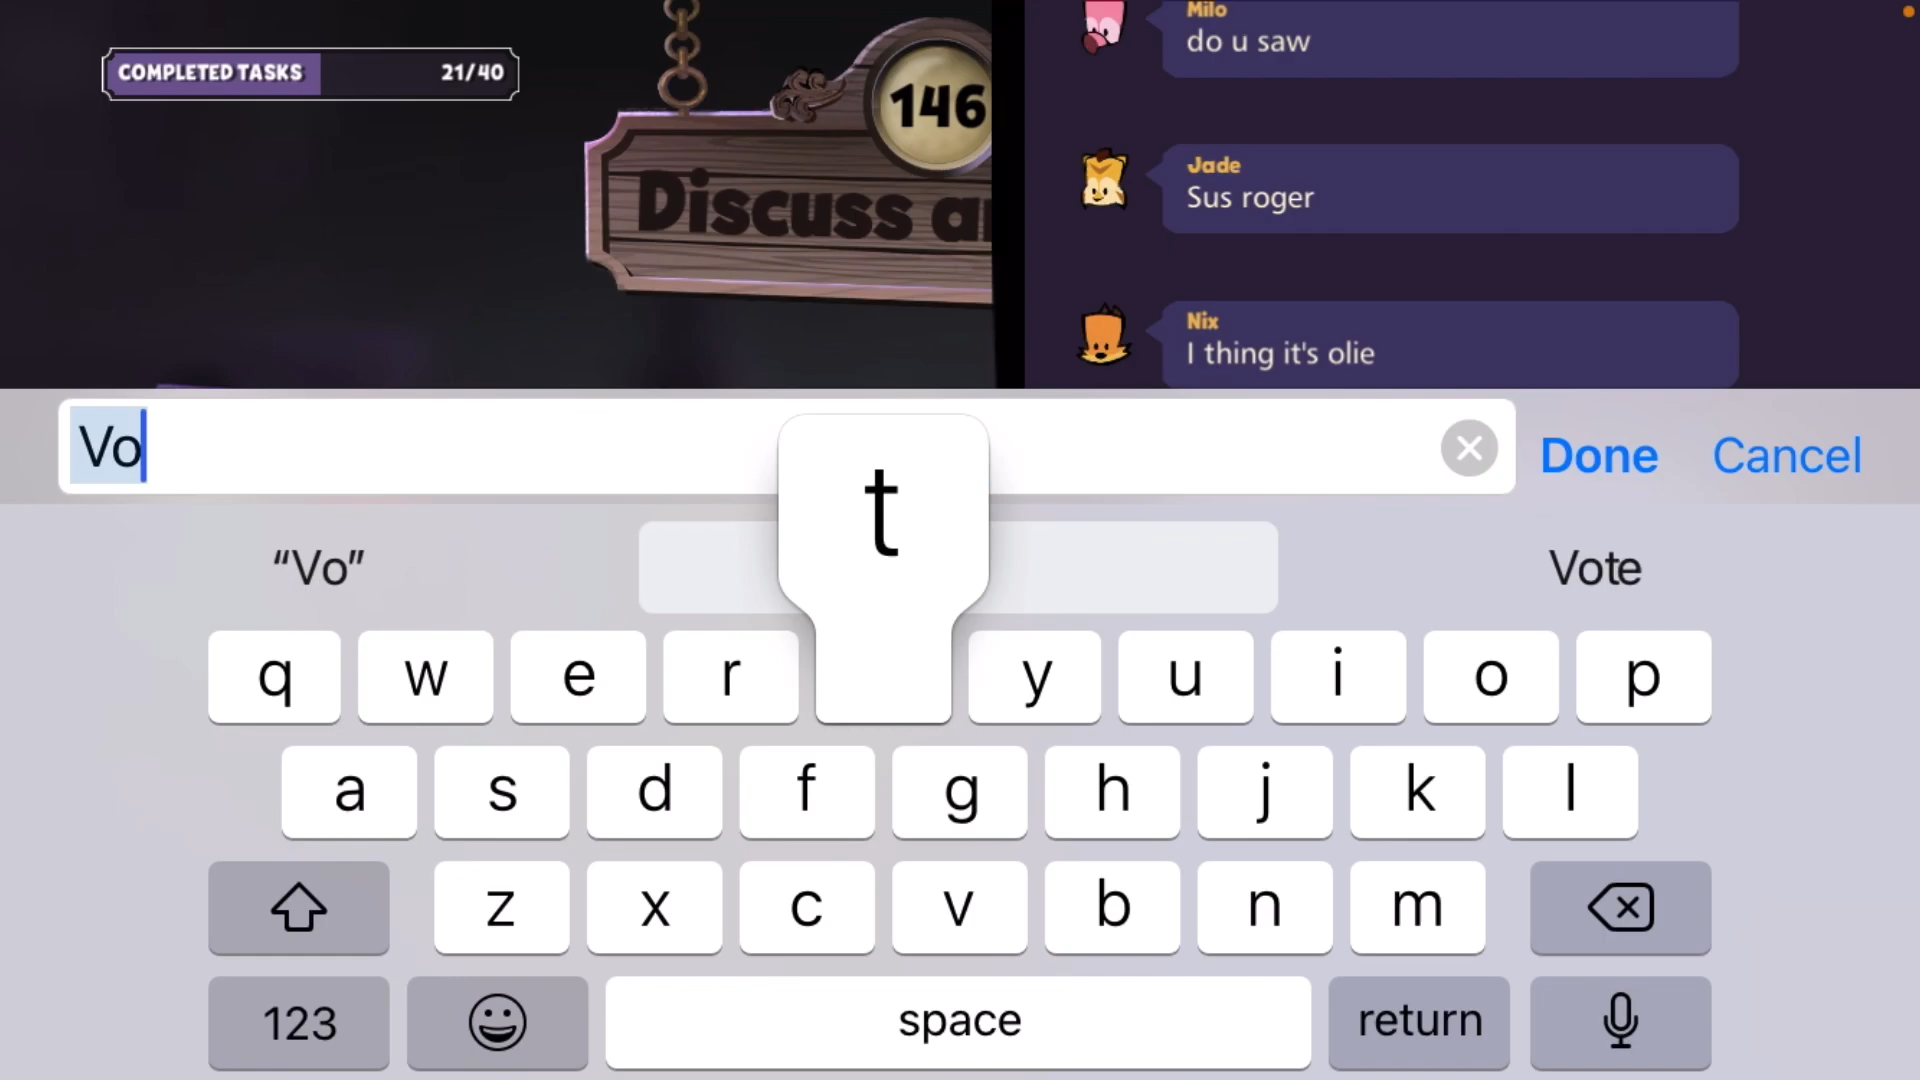 COMPLETED TASKS 21/40
146
Discuss a
Milo
do u saw
Jade
Sus roger
Nix
I thing it's olie
Vo
Done
Cancel
“Vo”
Vote
t
q w e r y u i o p
a s d f g h j k l
z x c v b n m
123
space
return